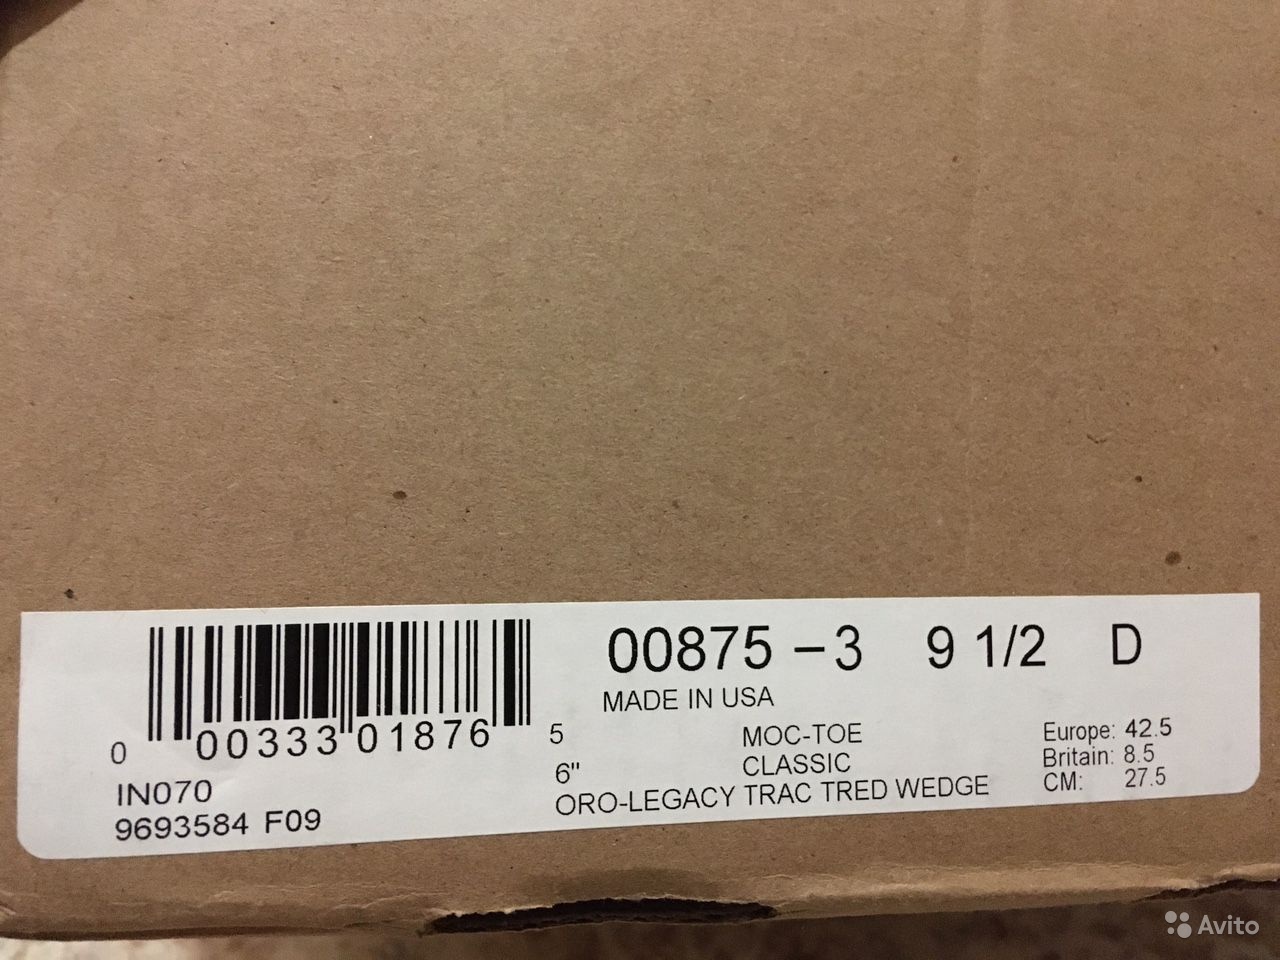 00875 – 3 9 1/2 D
MADE IN USA
0 00333 01876 5
IN070
9693584 F09
MOC-TOE
6" CLASSIC
ORO-LEGACY TRAC TRED WEDGE
Europe: 42.5
Britain: 8.5
CM: 27.5
Avito